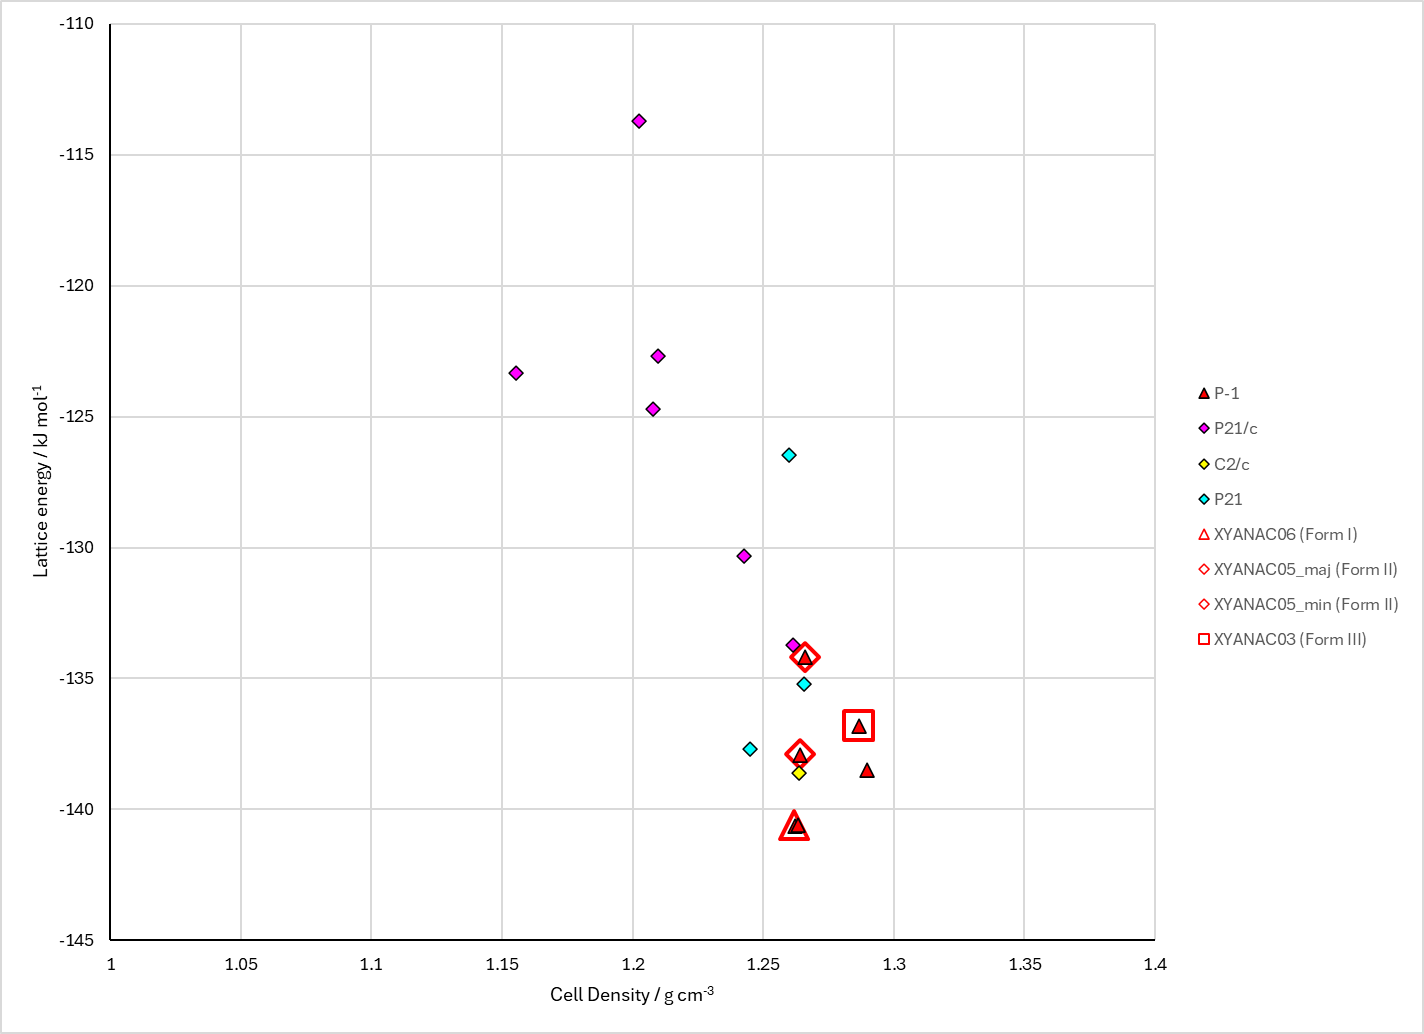 -110
-115
-120
-125
-130
-135
-140
-145
Lattice energy / kJ mol-1
1 1.05 1.1 1.15 1.2 1.25 1.3 1.35 1.4
Cell Density / g cm-3
P-1
P21/c
C2/c
P21
XYANAC06 (Form I)
XYANAC05_maj (Form II)
XYANAC05_min (Form II)
XYANAC03 (Form III)